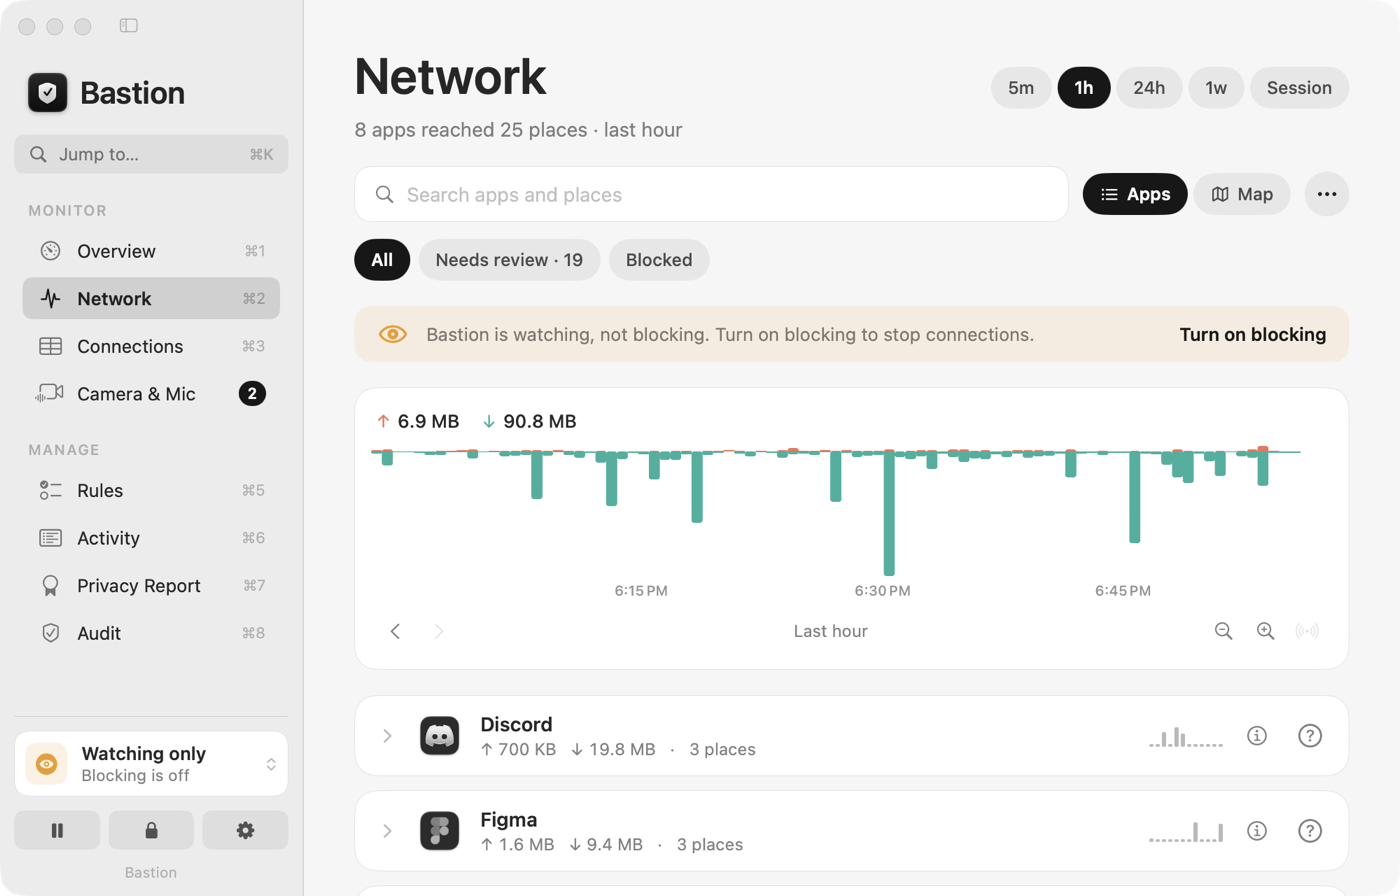 Bastion
Jump to...
⌘K
MONITOR
Overview
⌘1
Network
⌘2
Connections
⌘3
Camera & Mic
2
MANAGE
Rules
⌘5
Activity
⌘6
Privacy Report
⌘7
Audit
⌘8
Watching only
Blocking is off
Bastion
Network
8 apps reached 25 places · last hour
5m
1h
24h
1w
Session
Search apps and places
Apps
Map
All
Needs review · 19
Blocked
Bastion is watching, not blocking. Turn on blocking to stop connections.
Turn on blocking
↑ 6.9 MB ↓ 90.8 MB
6:15 PM
6:30 PM
6:45 PM
Last hour
Discord
↑ 700 KB ↓ 19.8 MB · 3 places
Figma
↑ 1.6 MB ↓ 9.4 MB · 3 places